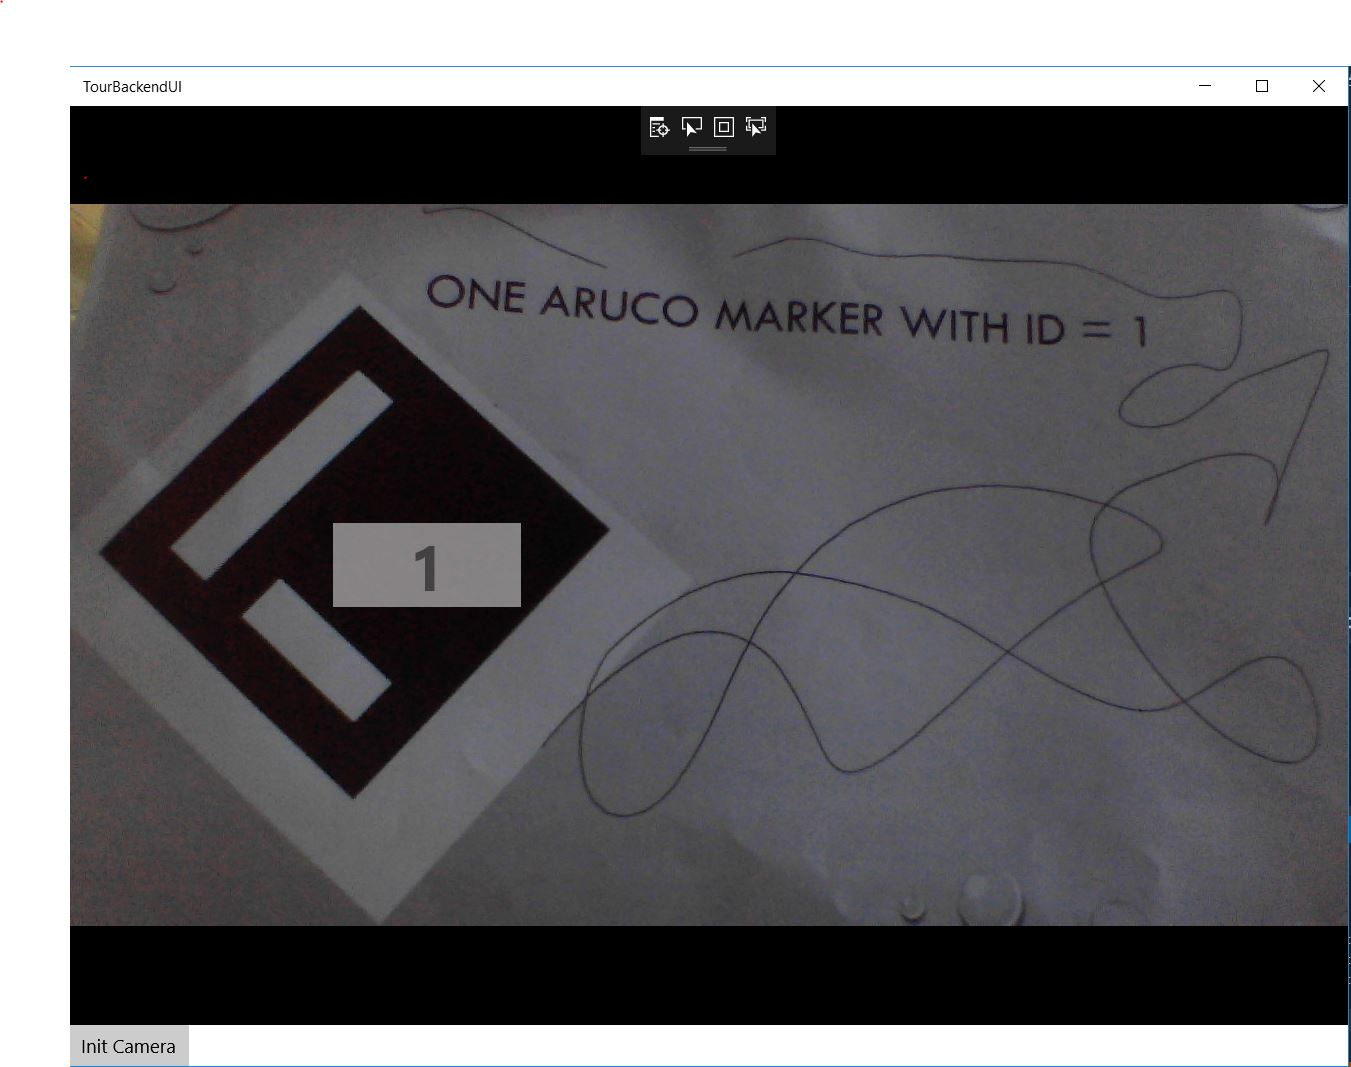 TourBackendUI
ONE ARUCO MARKER WITH ID = 1
1
Init Camera